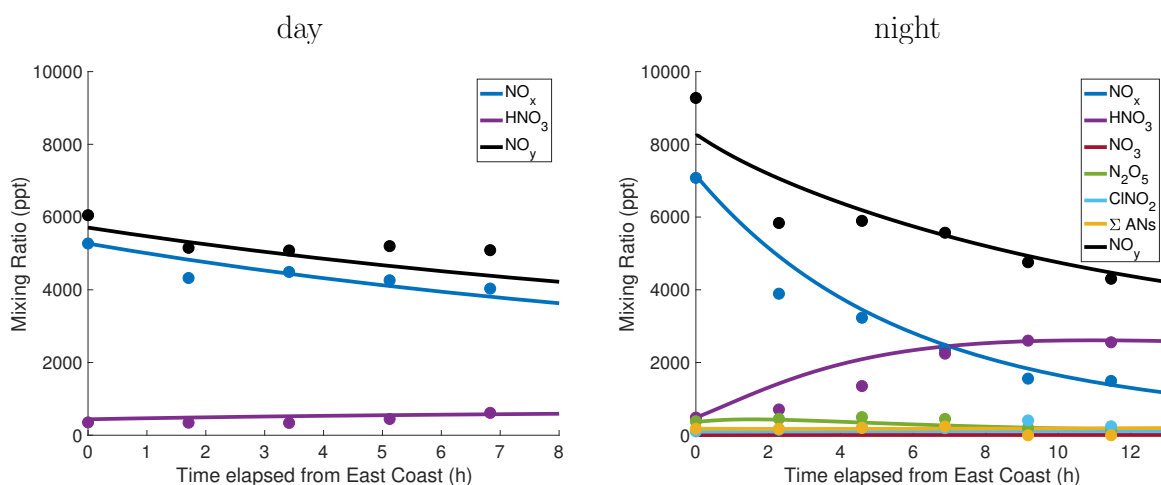 day
10000
8000
6000
4000
2000
0
Mixing Ratio (ppt)
0 1 2 3 4 5 6 7 8
Time elapsed from East Coast (h)
NOx
HNO3
NOy
night
10000
8000
6000
4000
2000
0
Mixing Ratio (ppt)
0 2 4 6 8 10 12
Time elapsed from East Coast (h)
NOx
HNO3
NO3
N2O5
ClNO2
Σ ANs
NOy